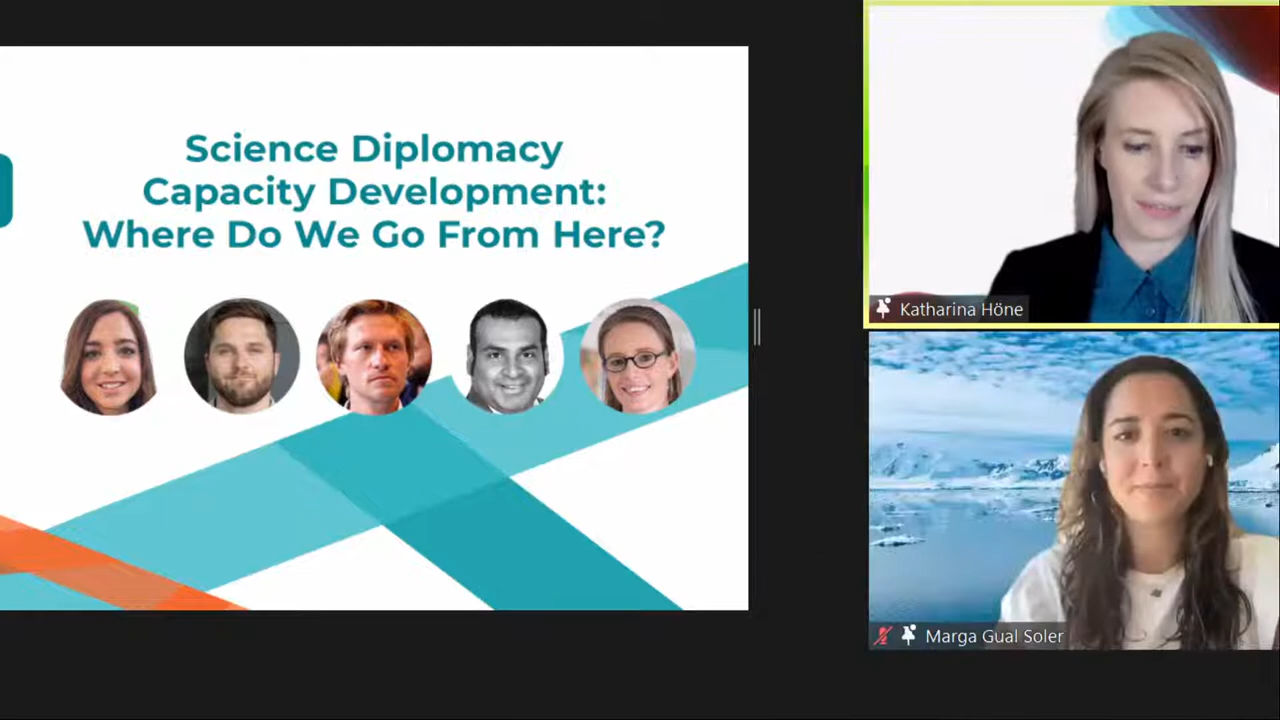 Science Diplomacy
Capacity Development:
Where Do We Go From Here?
Katharina Höne
Marga Gual Soler